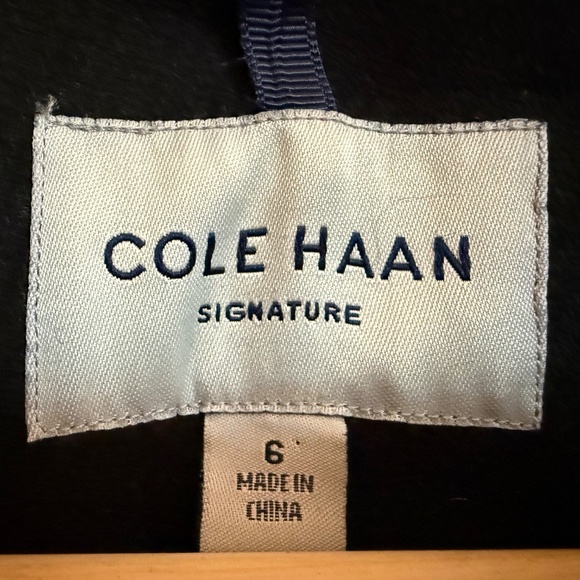 COLE HAAN
SIGNATURE
6
MADE IN
CHINA